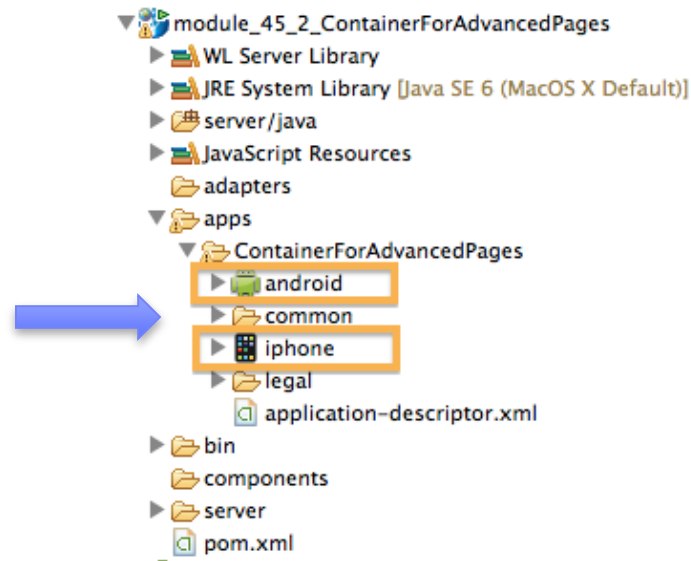 module_45_2_ContainerForAdvancedPages
WL Server Library
JRE System Library [Java SE 6 (MacOS X Default)]
server/java
JavaScript Resources
adapters
apps
ContainerForAdvancedPages
android
common
iphone
legal
application-descriptor.xml
bin
components
server
pom.xml